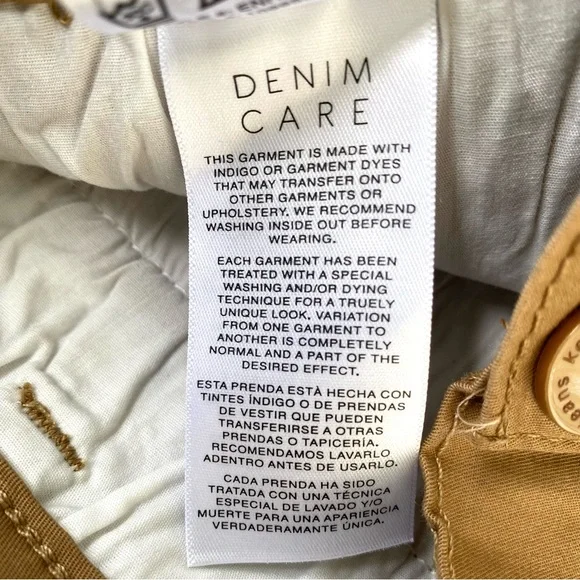 DENIM
CARE
THIS GARMENT IS MADE WITH
INDIGO OR GARMENT DYES
THAT MAY TRANSFER ONTO
OTHER GARMENTS OR
UPHOLSTERY. WE RECOMMEND
WASHING INSIDE OUT BEFORE
WEARING.
EACH GARMENT HAS BEEN
TREATED WITH A SPECIAL
WASHING AND/OR DYING
TECHNIQUE FOR A TRUELY
UNIQUE LOOK. VARIATION
FROM ONE GARMENT TO
ANOTHER IS COMPLETELY
NORMAL AND A PART OF THE
DESIRED EFFECT.
ESTA PRENDA ESTÀ HECHA CON
TINTES ÍNDIGO O DE PRENDAS
DE VESTIR QUE PUEDEN
TRANSFERIRSE A OTRAS
PRENDAS O TAPICERÍA.
RECOMENDAMOS LAVARLO
ADENTRO ANTES DE USARLO.
CADA PRENDA HA SIDO
TRATADA CON UNA TÉCNICA
ESPECIAL DE LAVADO Y/O
MUERTE PARA UNA APARIENCIA
VERDADERAMENTE ÚNICA.